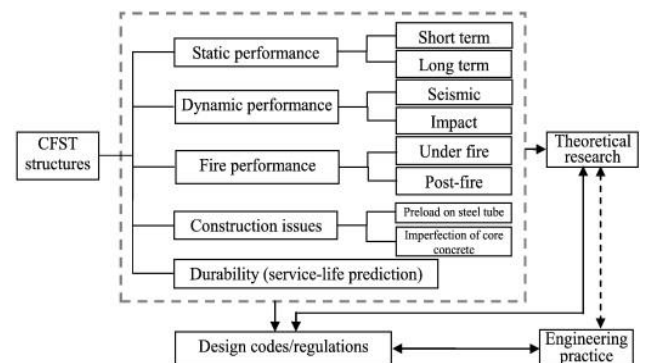 Short term
Static performance
Long term
Seismic
Dynamic performance
Impact
CFST
structures
Under fire
Fire performance
Post-fire
Theoretical
research
Preload on steel tube
Construction issues
Imperfection of core
concrete
Durability (service-life prediction)
Design codes/regulations
Engineering
practice